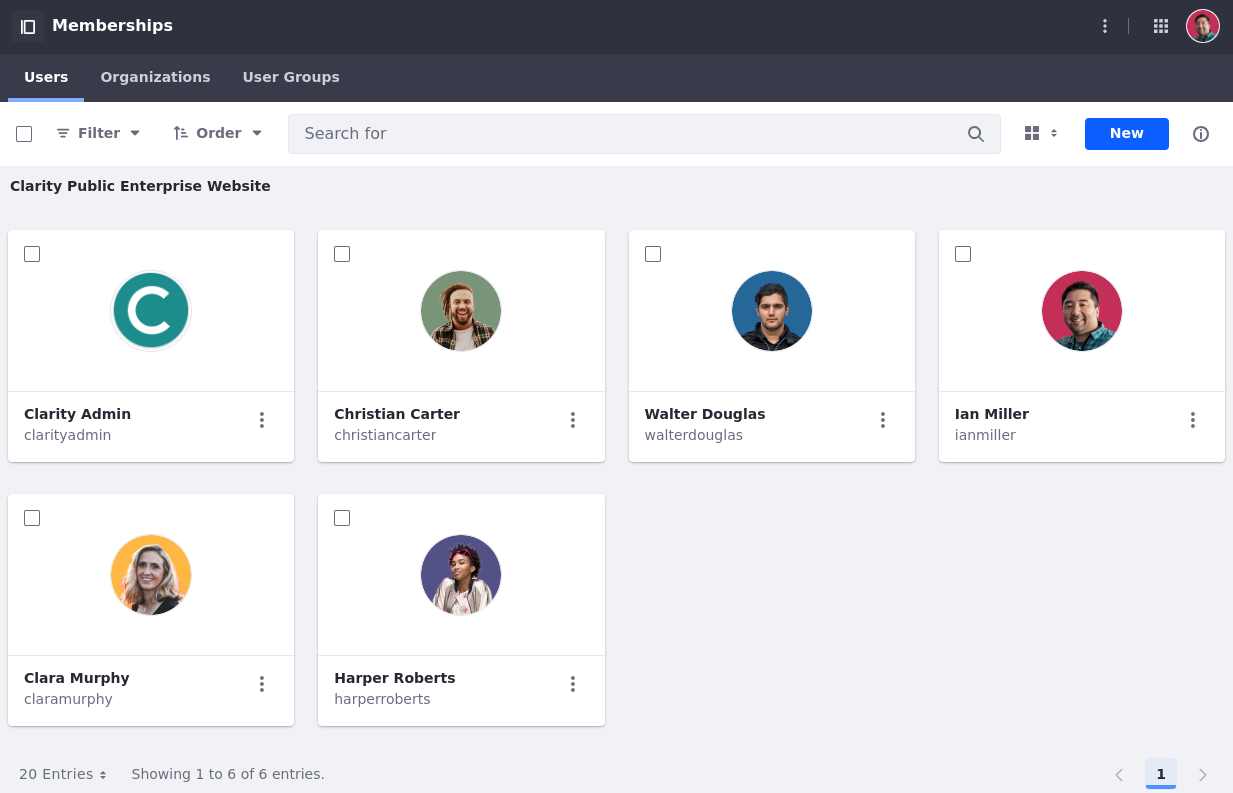 Memberships
Users Organizations User Groups
Filter Order Search for New
Clarity Public Enterprise Website
Clarity Admin
clarityadmin
Christian Carter
christiancarter
Walter Douglas
walterdouglas
Ian Miller
ianmiller
Clara Murphy
claramurphy
Harper Roberts
harperroberts
20 Entries Showing 1 to 6 of 6 entries. 1